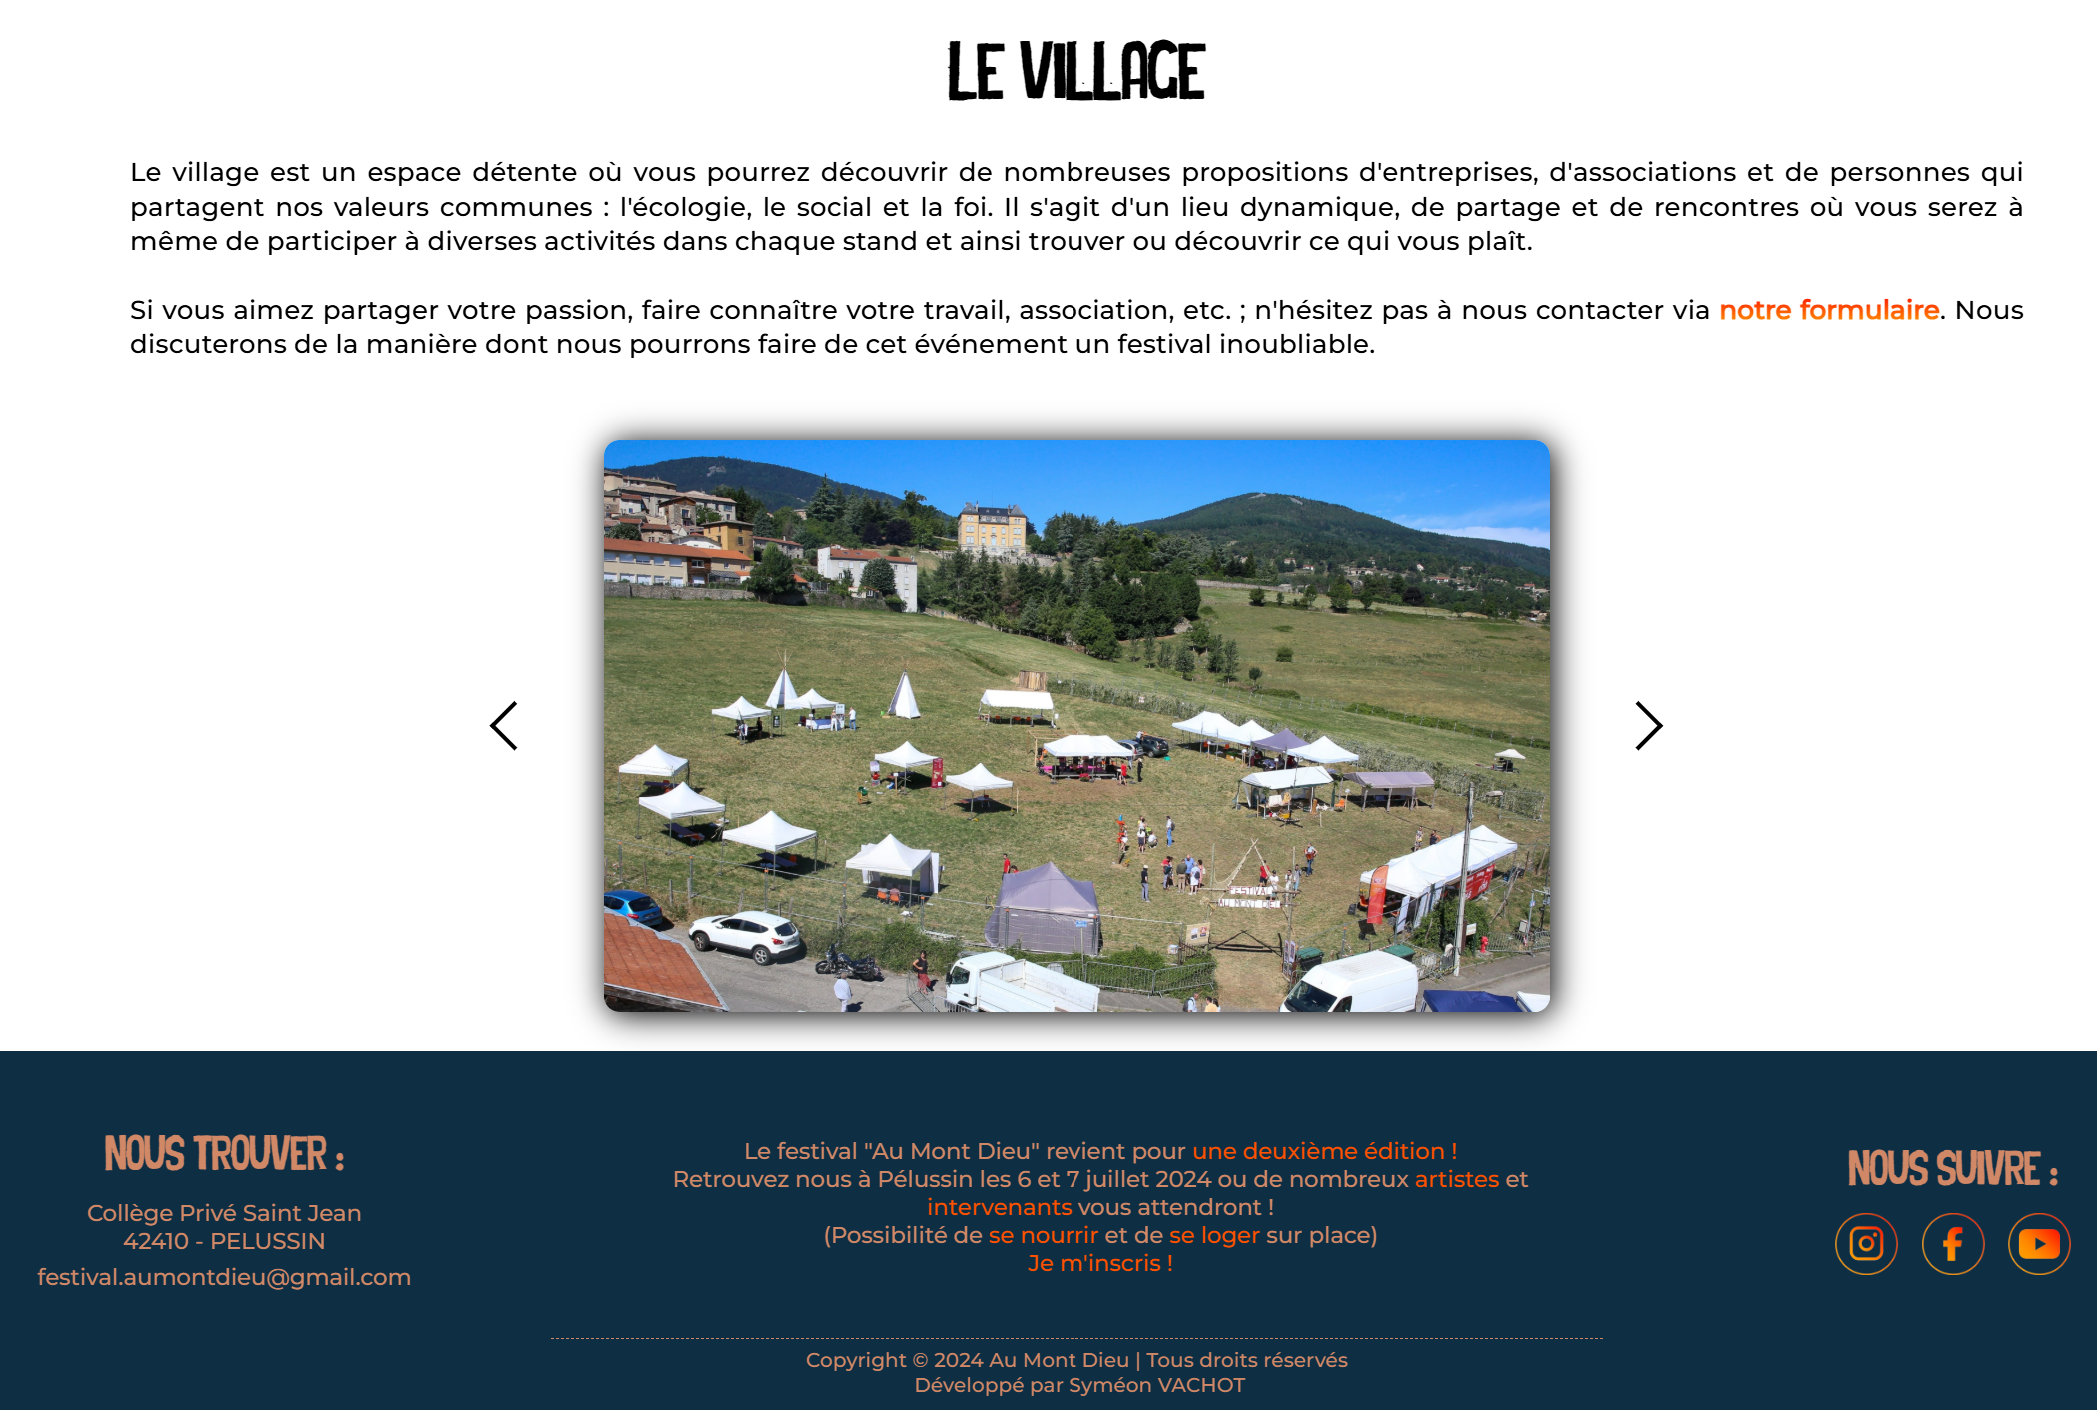 LE VILLAGE
Le village est un espace détente où vous pourrez découvrir de nombreuses propositions d'entreprises, d'associations et de personnes qui
partagent nos valeurs communes : l'écologie, le social et la foi. Il s'agit d'un lieu dynamique, de partage et de rencontres où vous serez à
même de participer à diverses activités dans chaque stand et ainsi trouver ou découvrir ce qui vous plaît.
Si vous aimez partager votre passion, faire connaître votre travail, association, etc. ; n'hésitez pas à nous contacter via notre formulaire. Nous
discuterons de la manière dont nous pourrons faire de cet événement un festival inoubliable.
FESTIVAL
AU MONT DIEU
NOUS TROUVER :
Collège Privé Saint Jean
42410 - PELUSSIN
festival.aumontdieu@gmail.com
Le festival "Au Mont Dieu" revient pour une deuxième édition !
Retrouvez nous à Pélussin les 6 et 7 juillet 2024 ou de nombreux artistes et
intervenants vous attendront !
(Possibilité de se nourrir et de se loger sur place)
Je m'inscris !
NOUS SUIVRE :
Copyright © 2024 Au Mont Dieu | Tous droits réservés
Développé par Syméon VACHOT